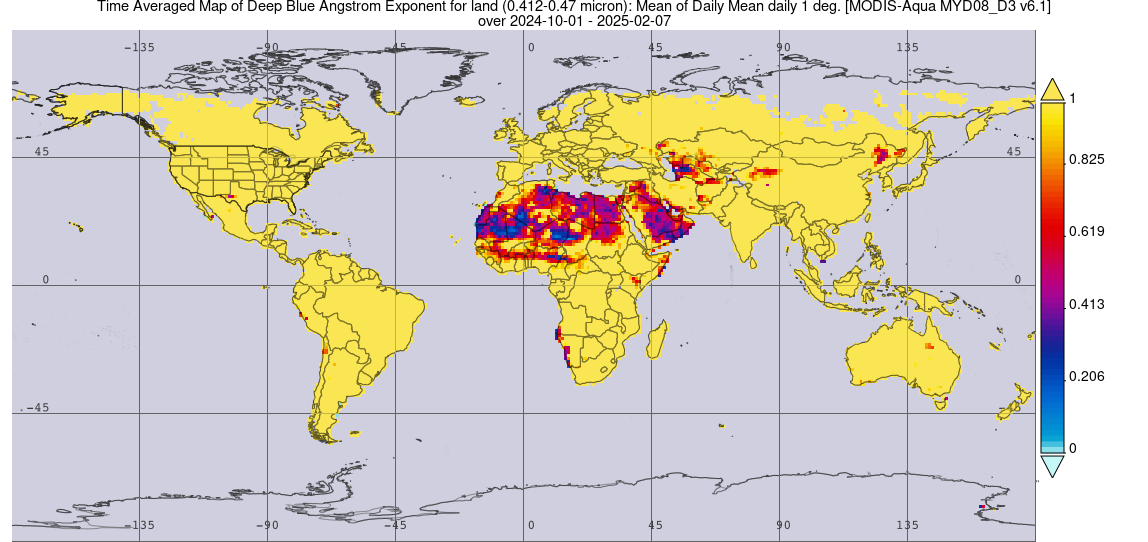 Time Averaged Map of Deep Blue Angstrom Exponent for land (0.412-0.47 micron): Mean of Daily Mean daily 1 deg. [MODIS-Aqua MYD08_D3 v6.1]
over 2024-10-01 - 2025-02-07
-135 -90 -45 0 45 90 135
1
45 45
0.825
0.619
0 0
0.413
0.206
-45
0
-135 -90 -45 0 45 90 135